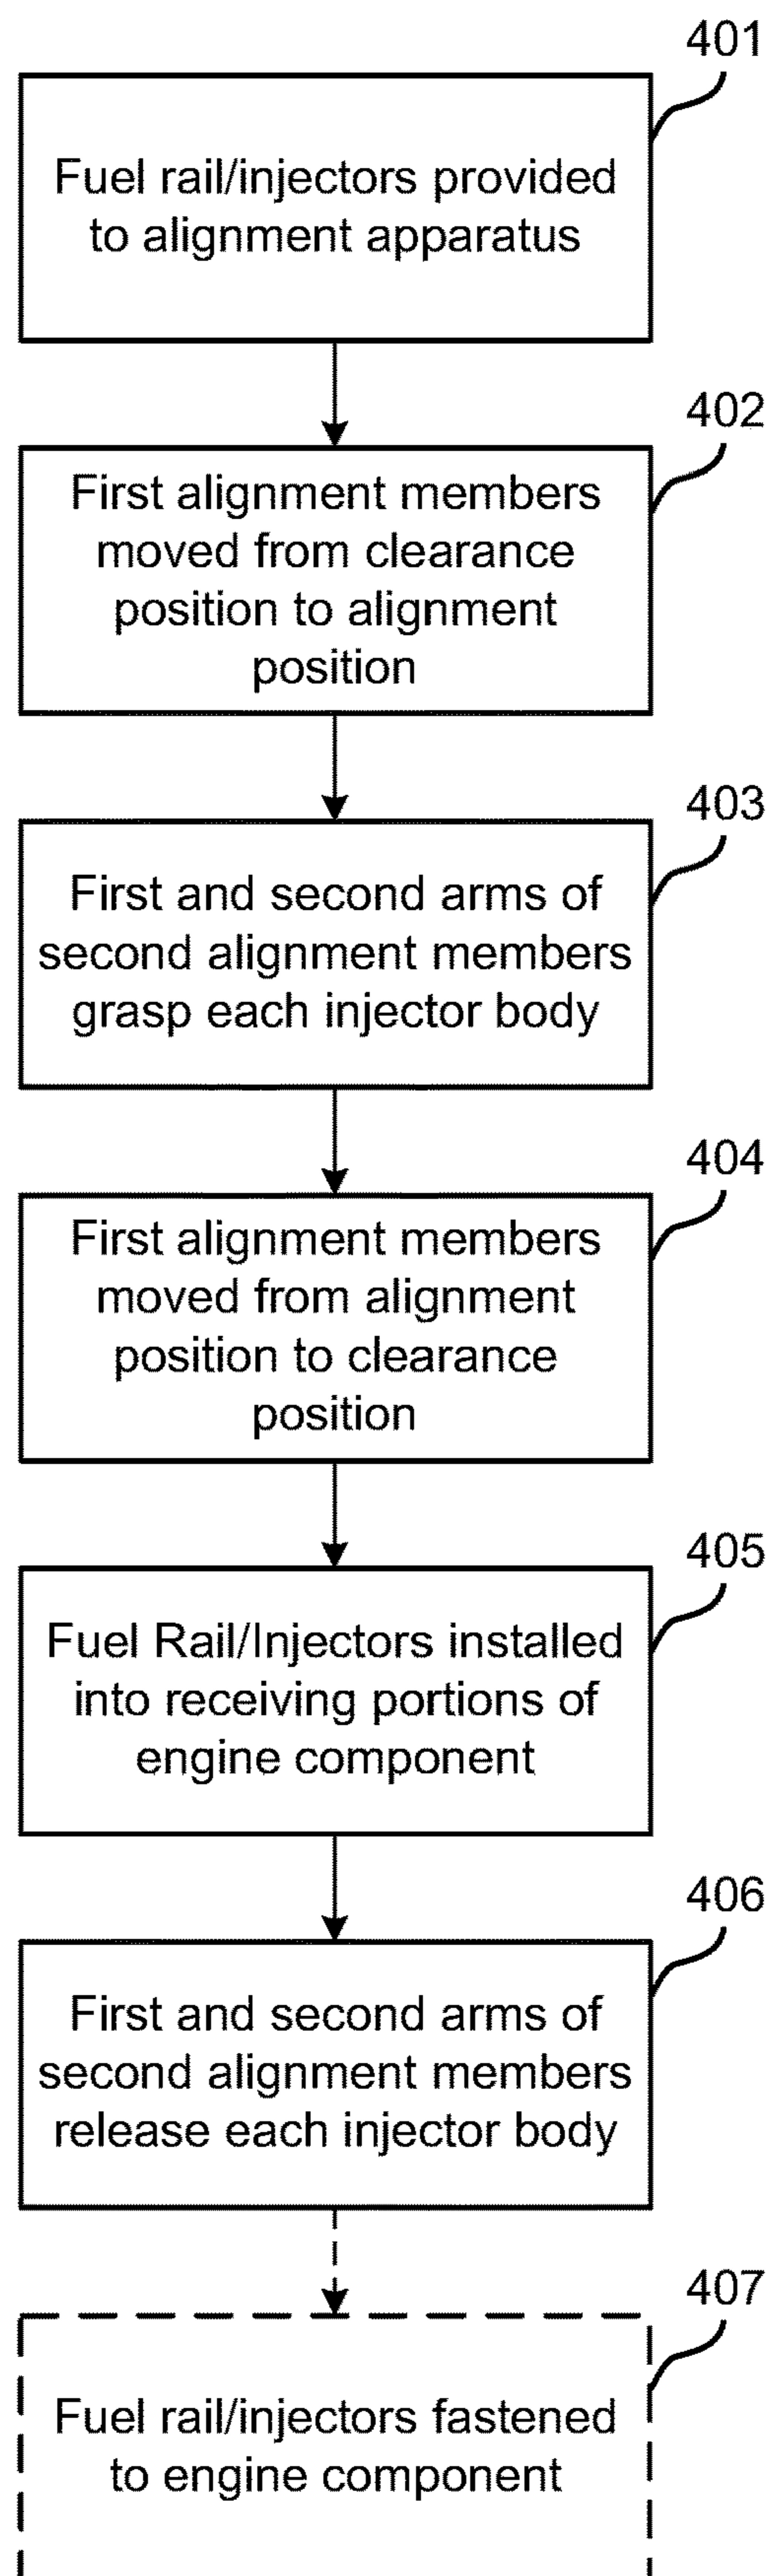 401
Fuel rail/injectors provided
to alignment apparatus
402
First alignment members
moved from clearance
position to alignment
position
403
First and second arms of
second alignment members
grasp each injector body
404
First alignment members
moved from alignment
position to clearance
position
405
Fuel Rail/Injectors installed
into receiving portions of
engine component
406
First and second arms of
second alignment members
release each injector body
407
Fuel rail/injectors fastened
to engine component